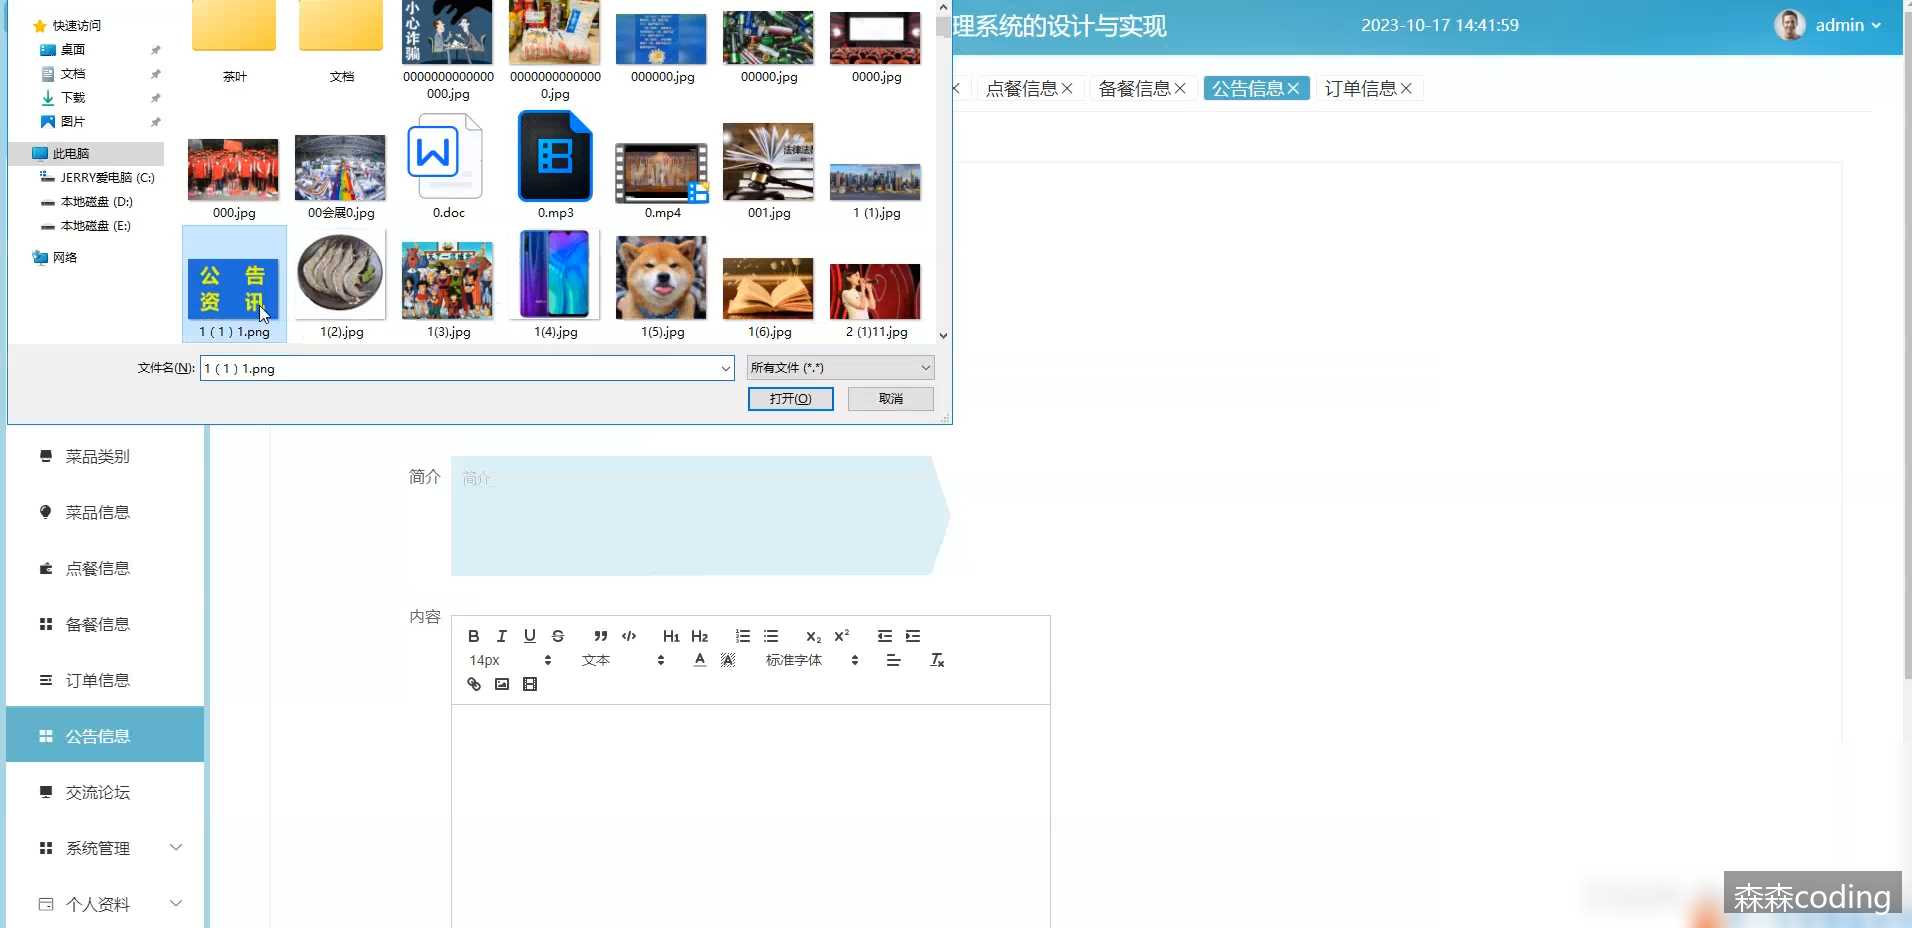 快速访问
桌面
文档
下载
图片
此电脑
JERRY爱电脑 (C:)
本地磁盘 (D:)
本地磁盘 (E:)
网络
小心诈骗
茶叶
文档
0000000000000000.jpg
00000000000000.jpg
000000.jpg
00000.jpg
0000.jpg
000.jpg
00会展0.jpg
0.doc
0.mp3
0.mp4
法律法
001.jpg
1 (1).jpg
公 告
资 讯
1 ( 1 ) 1.png
1(2).jpg
1(3).jpg
1(4).jpg
1(5).jpg
1(6).jpg
2 (1)11.jpg
文件名(N):
1 ( 1 ) 1.png
所有文件 (*.*)
打开(O)
取消
理系统的设计与实现
2023-10-17 14:41:59
admin
点餐信息
备餐信息
公告信息
订单信息
菜品类别
菜品信息
点餐信息
备餐信息
订单信息
公告信息
交流论坛
系统管理
个人资料
简介
简介
内容
B I U S H1 H2 X2 X2
14px 文本 A A 标准字体 Tx
森森coding